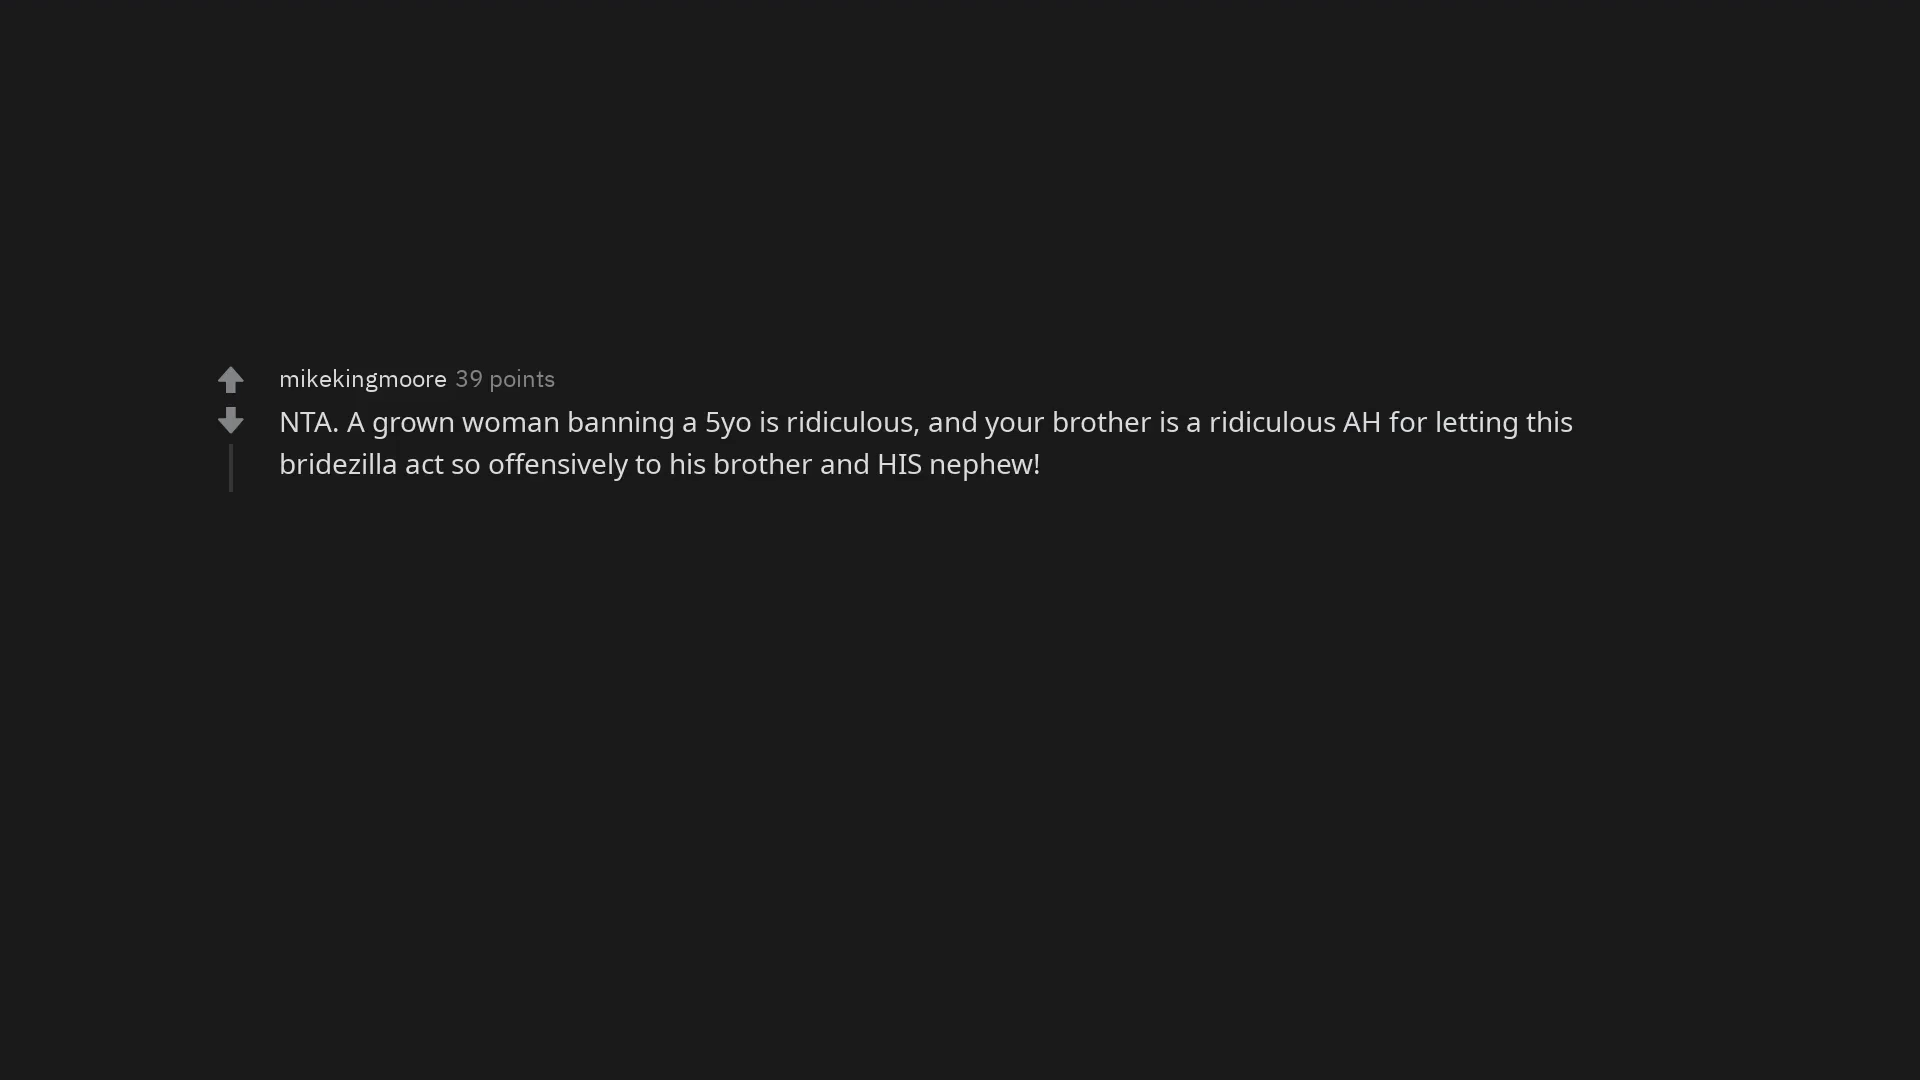 mikekingmoore 39 points
NTA. A grown woman banning a 5yo is ridiculous, and your brother is a ridiculous AH for letting this
bridezilla act so offensively to his brother and HIS nephew!